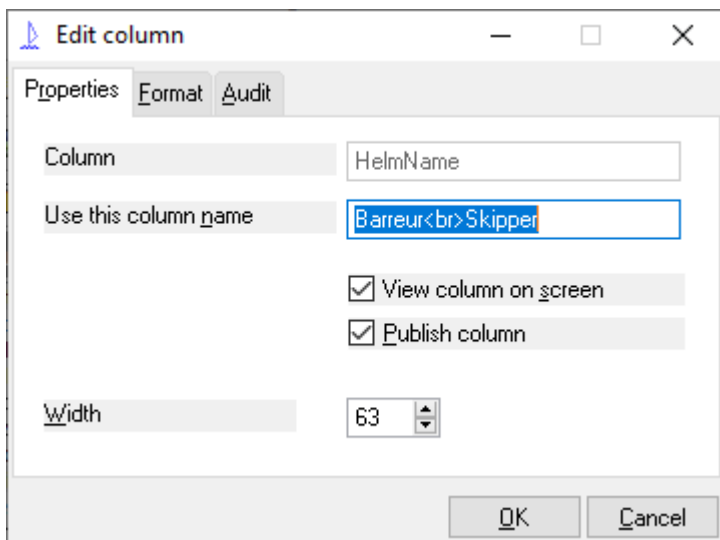 Edit column
Properties Format Audit
Column HelmName
Use this column name Barreur<br>Skipper
View column on screen
Publish column
Width 63
OK Cancel